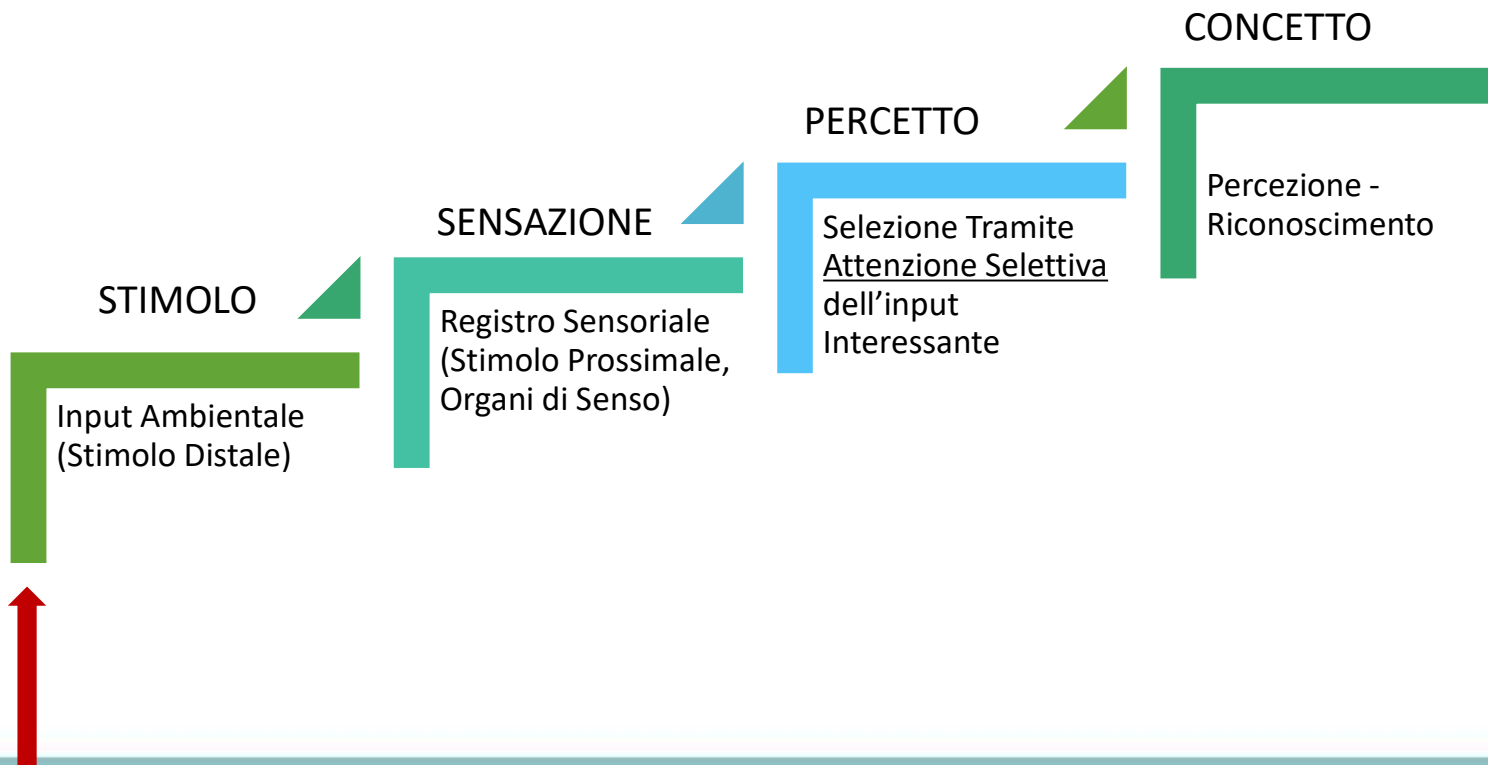 STIMOLO
Input Ambientale
(Stimolo Distale)
SENSAZIONE
Registro Sensoriale
(Stimolo Prossimale,
Organi di Senso)
PERCETTO
Selezione Tramite
Attenzione Selettiva
dell’input
Interessante
CONCETTO
Percezione -
Riconoscimento